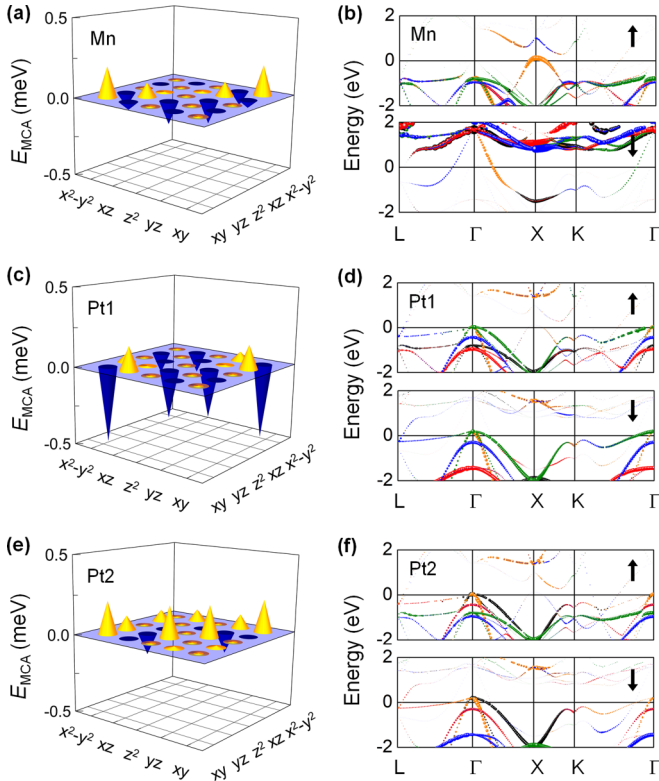 (a)
Mn
0.5
0.0
-0.5
E_MCA (meV)
x²-y² xz z² yz xy
xy yz z² xz x²-y²
(b)
Mn
Energy (eV)
2
0
-2
2
0
-2
L Γ X K Γ
(c)
Pt1
0.5
0.0
-0.5
E_MCA (meV)
x²-y² xz z² yz xy
xy yz z² xz x²-y²
(d)
Pt1
Energy (eV)
2
0
-2
2
0
-2
L Γ X K Γ
(e)
Pt2
0.5
0.0
-0.5
E_MCA (meV)
x²-y² xz z² yz xy
xy yz z² xz x²-y²
(f)
Pt2
Energy (eV)
2
0
-2
2
0
-2
L Γ X K Γ